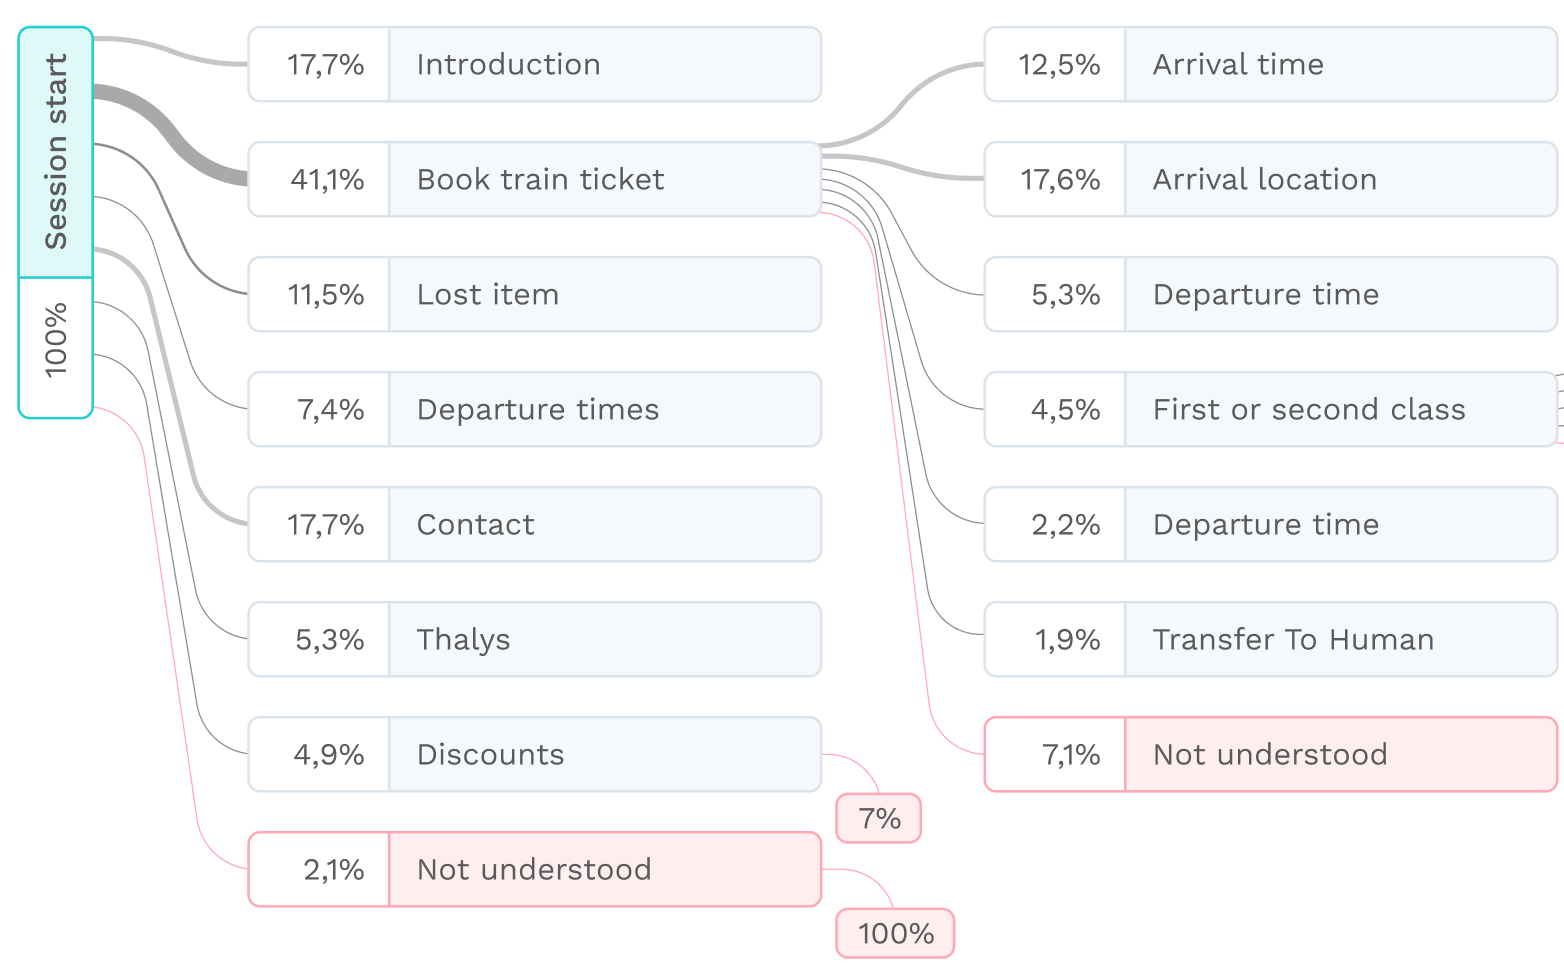 Session start
100%
17,7% Introduction
41,1% Book train ticket
11,5% Lost item
7,4% Departure times
17,7% Contact
5,3% Thalys
4,9% Discounts
7%
2,1% Not understood
100%
12,5% Arrival time
17,6% Arrival location
5,3% Departure time
4,5% First or second class
2,2% Departure time
1,9% Transfer To Human
7,1% Not understood